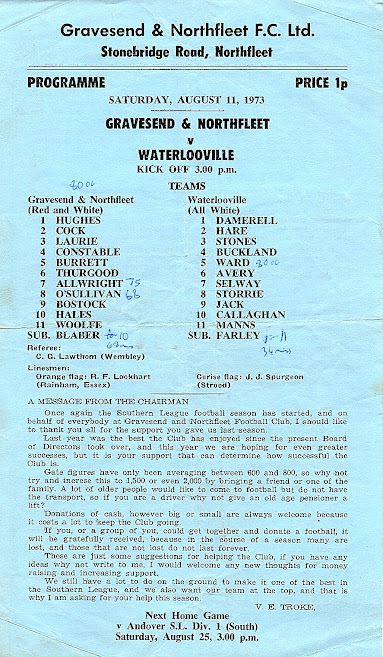 Gravesend & Northfleet F.C. Ltd.
Stonebridge Road, Northfleet
PROGRAMME PRICE 1p
SATURDAY, AUGUST 11, 1973
GRAVESEND & NORTHFLEET
v
WATERLOOVILLE
KICK OFF 3.00 p.m.
TEAMS
Gravesend & Northfleet
(Red and White)
1 HUGHES
2 COCK
3 LAURIE
4 CONSTABLE
5 BURRETT
6 THURGOOD
7 ALLWRIGHT 75
8 O'SULLIVAN 68
9 BOSTOCK
10 HALES
11 WOOLFE
SUB. BLABER for 10
Waterlooville
(All White)
1 DAMERELL
2 HARE
3 STONES
4 BUCKLAND
5 WARD
6 AVERY
7 SELWAY
8 STORRIE
9 JACK
10 CALLAGHAN
11 MANNS
SUB. FARLEY for 11
Referee:
C. G. Lawthom (Wembley)
Linesmen:
Orange flag: R. F. Lockhart
(Rainham, Essex)
Cerise flag: J. J. Spurgeon
(Strood)
A MESSAGE FROM THE CHAIRMAN
Once again the Southern League football season has started, and on
behalf of everybody at Gravesend and Northfleet Football Club, I should like
to thank you all for the support you gave us last season.
Last year was the best the Club has enjoyed since the present Board
of Directors took over, and this year we are hoping for even greater
successes, but it is your support that can determine how successful the
Club is.
Gate figures have only been averaging between 600 and 800, so why not
try and increse this to 1,500 or even 2,000 by bringing a friend or one of the
family. A lot of older people would like to come to football but do not have
the transport, so if you are a driver why not give an old age pensioner a
lift?
Donations of cash, however big or small are always welcome because
it costs a lot to keep the Club going.
If you, or a group of you, could get together and donate a football, it
will be gratefully received, because in the course of a season many are
lost, and those that are not lost do not last forever.
These are just some suggestions for helping the Club, if you have any
ideas why not write to me, I would welcome any new thoughts for money
raising and increasing support.
We still have a lot to do on the ground to make it one of the best in
the Southern League, and we also want our team at the top, and that is
why I am asking for your help this season.
V. E. TROKE,
Next Home Game
v Andover S.L. Div. 1 (South)
Saturday, August 25, 3.00 p.m.